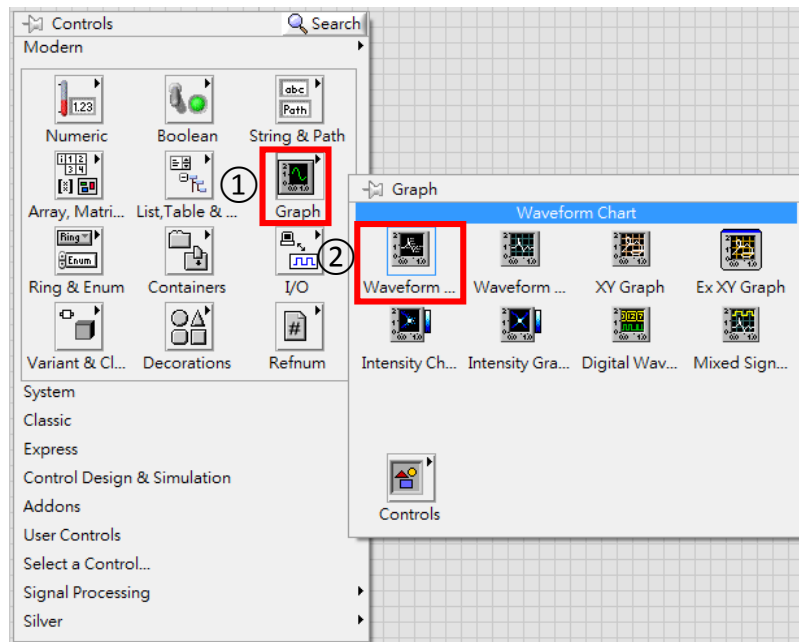 Controls
Search
Modern
1.23
abc
Path
Numeric
Boolean
String & Path
①
Array, Matri...
List,Table & ...
Graph
Ring
Enum
②
Ring & Enum
Containers
I/O
#
Variant & Cl...
Decorations
Refnum
System
Classic
Express
Control Design & Simulation
Addons
User Controls
Select a Control...
Signal Processing
Silver
Graph
Waveform Chart
Waveform ...
Waveform ...
XY Graph
Ex XY Graph
Intensity Ch...
Intensity Gra...
Digital Wav...
Mixed Sign...
Controls